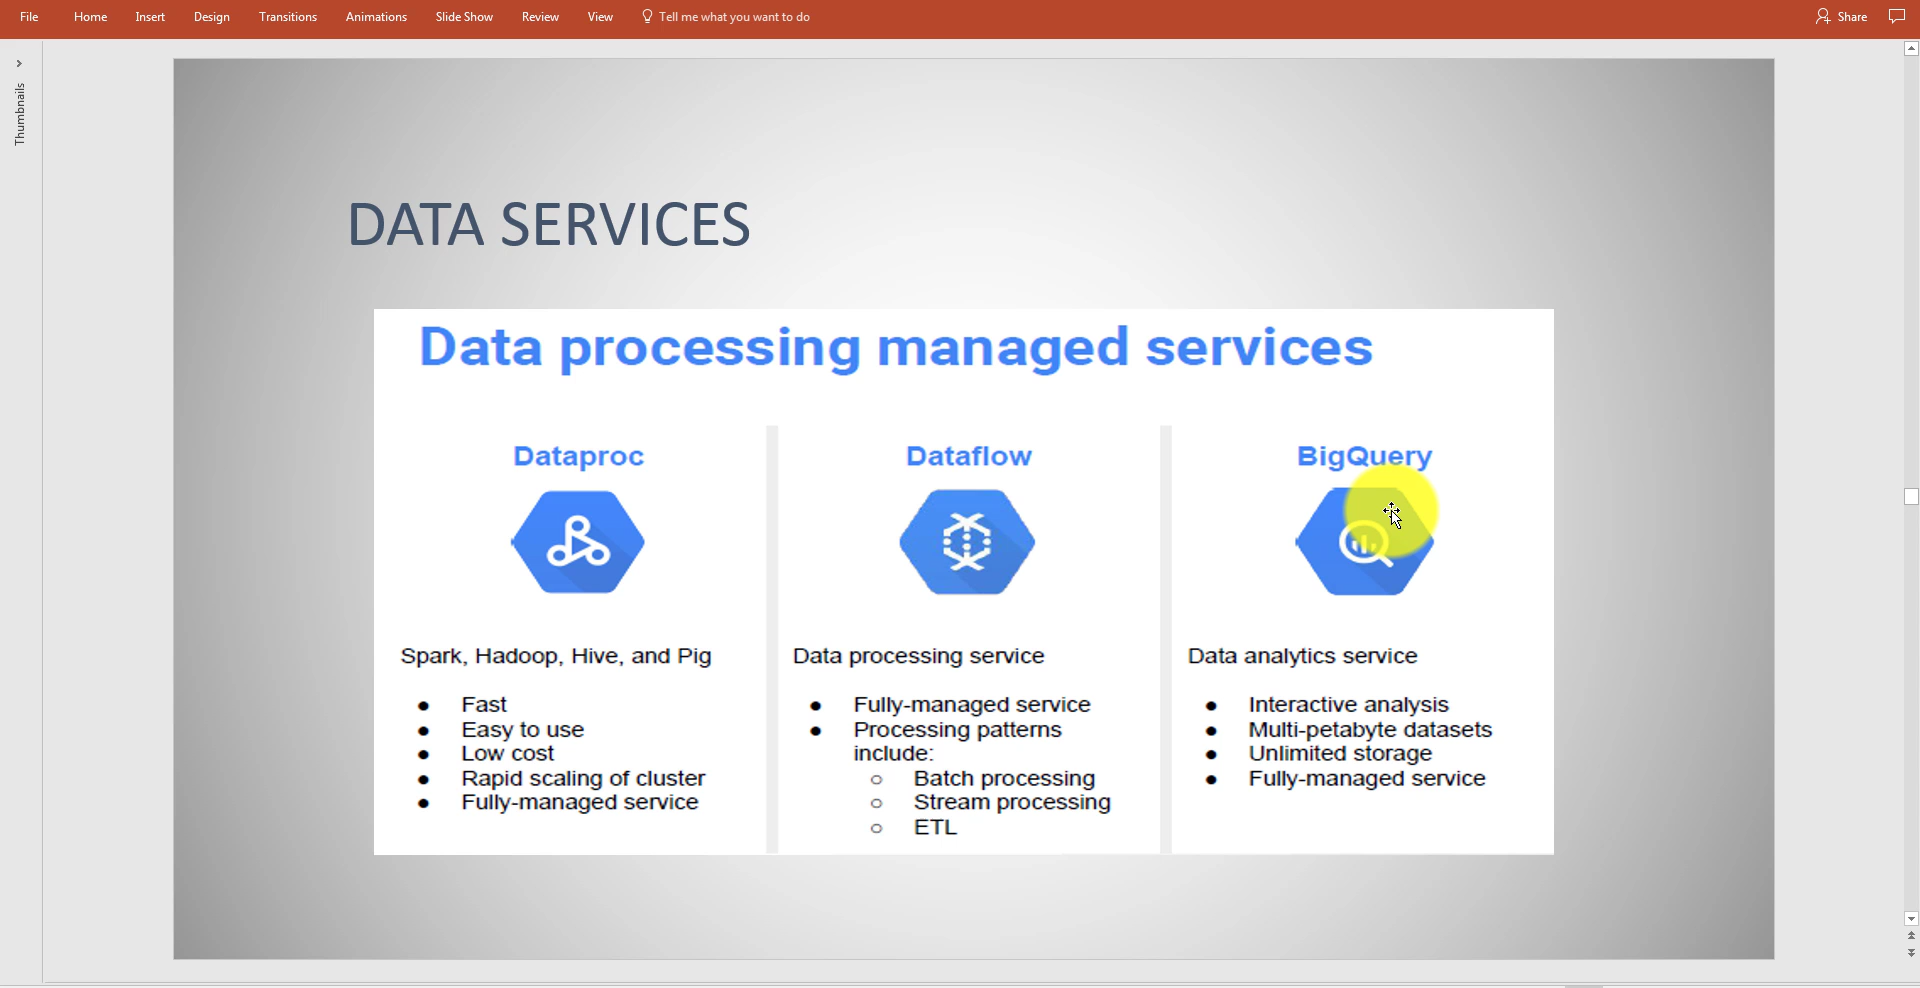 File Home Insert Design Transitions Animations Slide Show Review View Tell me what you want to do Share
Thumbnails
DATA SERVICES
Data processing managed services
Dataproc
Spark, Hadoop, Hive, and Pig
● Fast
● Easy to use
● Low cost
● Rapid scaling of cluster
● Fully-managed service
Dataflow
Data processing service
● Fully-managed service
● Processing patterns
include:
○ Batch processing
○ Stream processing
○ ETL
BigQuery
Data analytics service
● Interactive analysis
● Multi-petabyte datasets
● Unlimited storage
● Fully-managed service